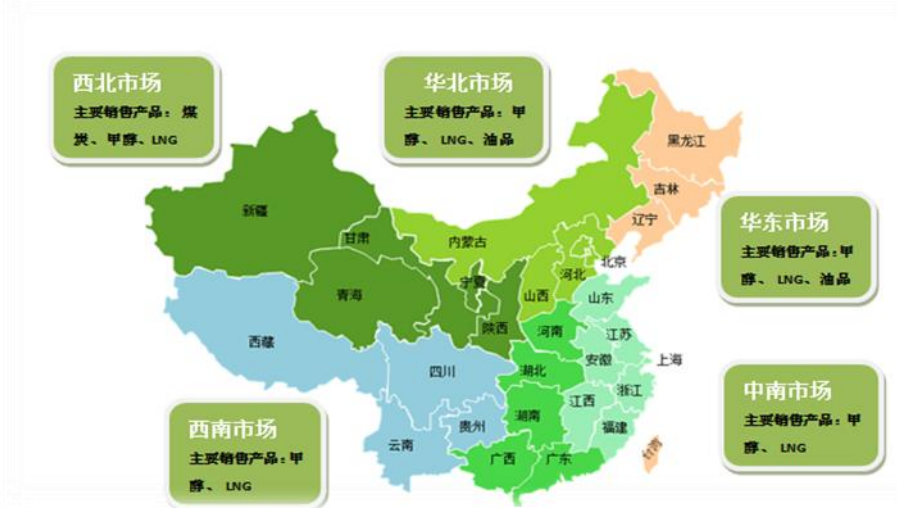 西北市场
主要销售产品：煤
炭、甲醇、LNG
华北市场
主要销售产品：甲
醇、LNG、油品
黑龙江
吉林
辽宁
新疆
甘肃
内蒙古
华东市场
主要销售产品：甲
醇、LNG、油品
北京
河北
宁夏
青海
山西
山东
陕西
河南
江苏
西藏
四川
湖北
安徽
上海
浙江
江西
湖南
贵州
云南
福建
广西
广东
台湾
中南市场
主要销售产品：甲
醇、LNG
西南市场
主要销售产品：甲
醇、LNG